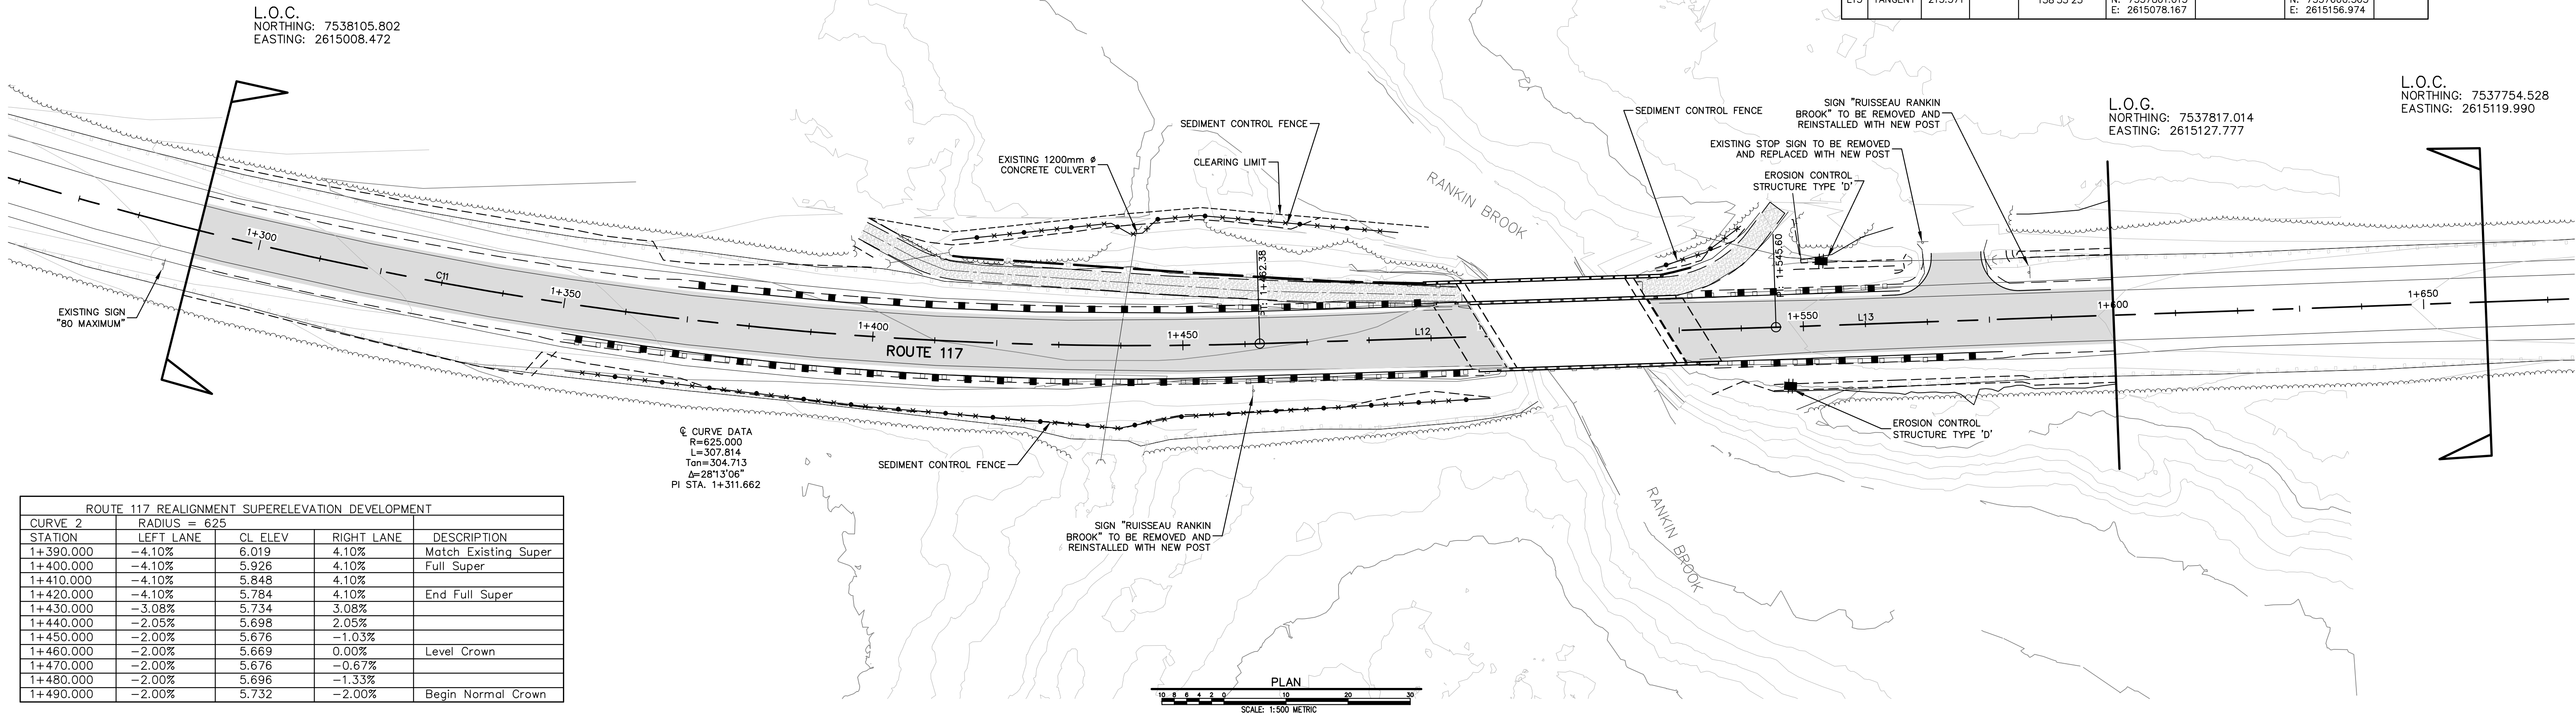 L.O.C.
NORTHING: 7538105.802
EASTING: 2615008.472
L13 TANGENT
E: 2615078.167
E: 2615156.974
L.O.C.
NORTHING: 7537754.528
EASTING: 2615119.990
L.O.G.
NORTHING: 7537817.014
EASTING: 2615127.777
SIGN "RUISSEAU RANKIN
BROOK" TO BE REMOVED AND
REINSTALLED WITH NEW POST
SEDIMENT CONTROL FENCE
SEDIMENT CONTROL FENCE
EXISTING STOP SIGN TO BE REMOVED
AND REPLACED WITH NEW POST
EXISTING 1200mm ø
CONCRETE CULVERT
CLEARING LIMIT
EROSION CONTROL
STRUCTURE TYPE 'D'
RANKIN BROOK
1+300
C11
1+350
1+400
1+450
1+462.38
L12
1+545.60
1+550
L13
1+600
1+650
ROUTE 117
EXISTING SIGN
"80 MAXIMUM"
℄ CURVE DATA
R=625.000
L=307.814
Tan=304.713
Δ=28°13'06"
PI STA. 1+311.662
SEDIMENT CONTROL FENCE
EROSION CONTROL
STRUCTURE TYPE 'D'
SIGN "RUISSEAU RANKIN
BROOK" TO BE REMOVED AND
REINSTALLED WITH NEW POST
RANKIN BROOK
ROUTE 117 REALIGNMENT SUPERELEVATION DEVELOPMENT
CURVE 2 RADIUS = 625
STATION LEFT LANE CL ELEV RIGHT LANE DESCRIPTION
1+390.000 -4.10% 6.019 4.10% Match Existing Super
1+400.000 -4.10% 5.926 4.10% Full Super
1+410.000 -4.10% 5.848 4.10%
1+420.000 -4.10% 5.784 4.10% End Full Super
1+430.000 -3.08% 5.734 3.08%
1+440.000 -2.05% 5.698 2.05%
1+450.000 -2.00% 5.676 -1.03%
1+460.000 -2.00% 5.669 0.00% Level Crown
1+470.000 -2.00% 5.676 -0.67%
1+480.000 -2.00% 5.696 -1.33%
1+490.000 -2.00% 5.732 -2.00% Begin Normal Crown
PLAN
10 8 6 4 2 0 10 20 30
SCALE: 1:500 METRIC